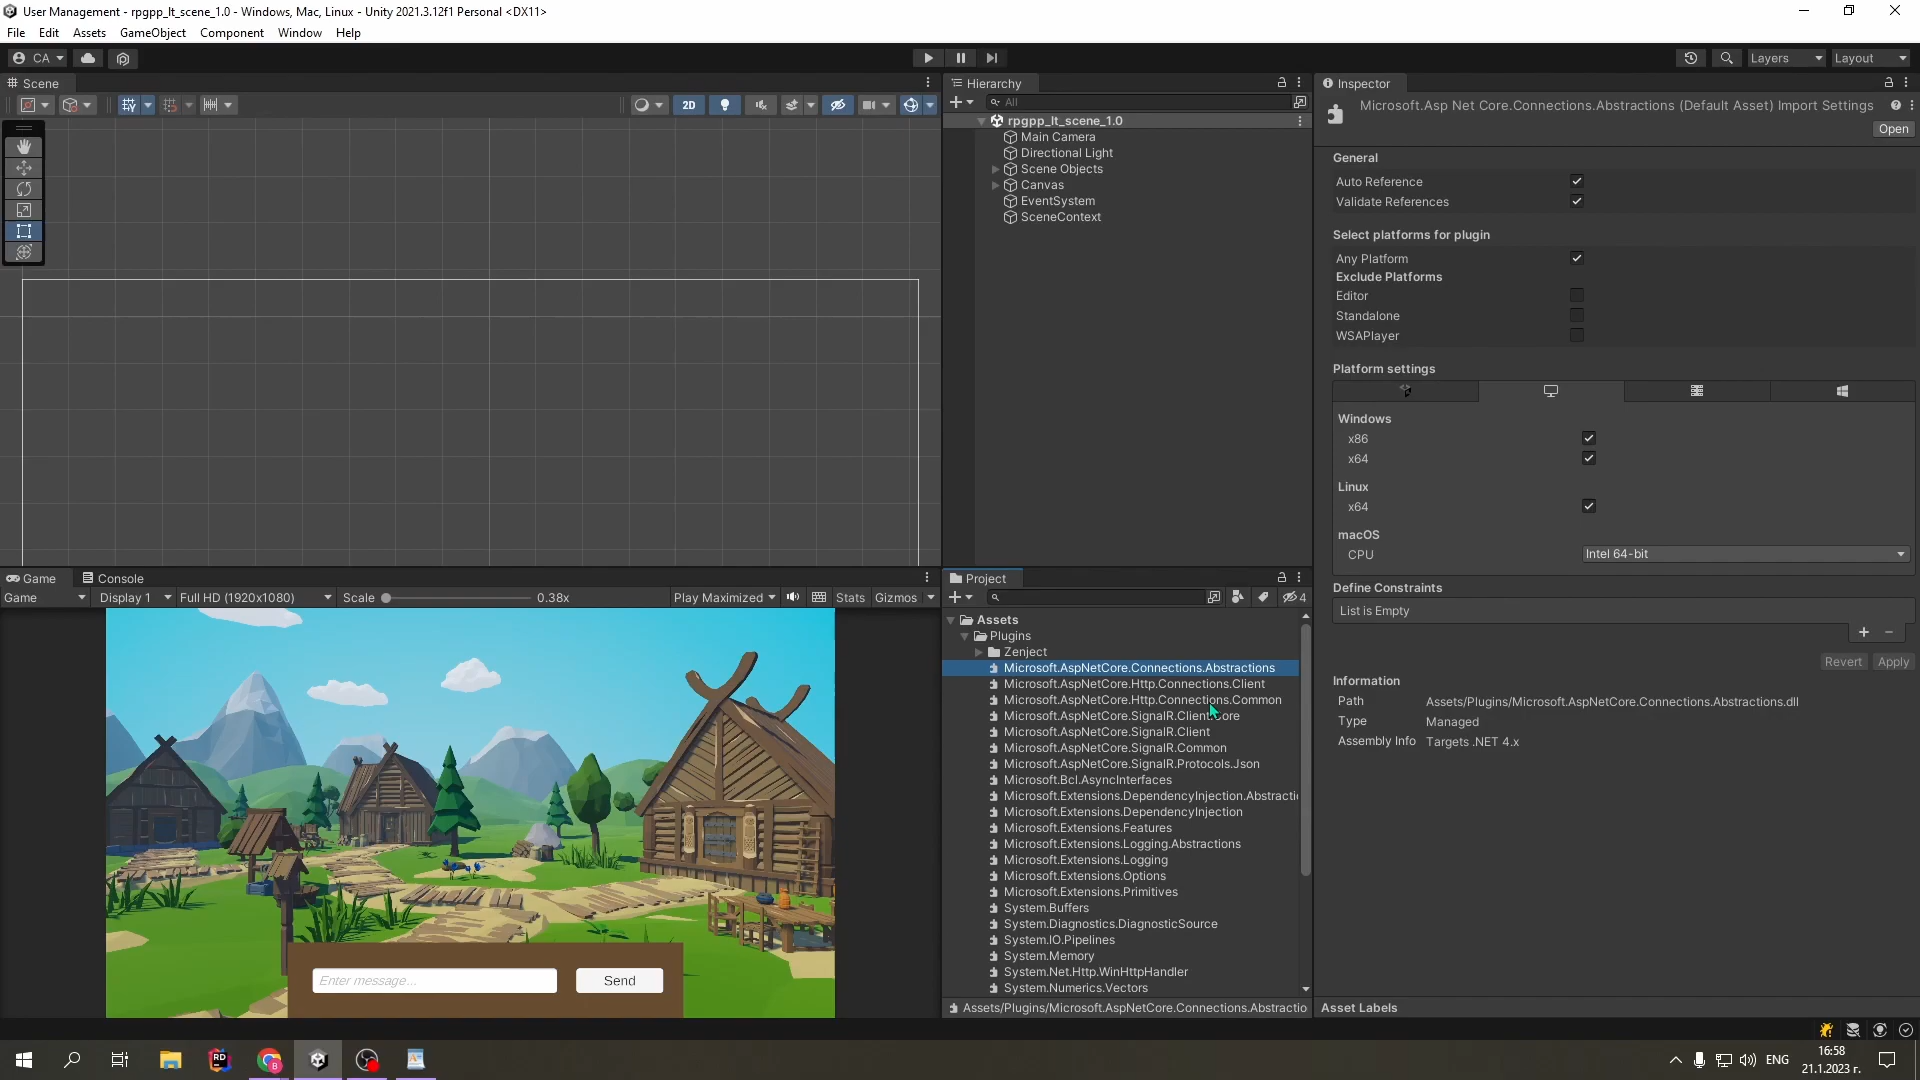 User Management - rpgpp_lt_scene_1.0 - Windows, Mac, Linux - Unity 2021.3.12f1 Personal <DX11>
File Edit Assets GameObject Component Window Help
CA
Layers Layout
Scene
2D
Hierarchy
All
rpgpp_lt_scene_1.0
Main Camera
Directional Light
Scene Objects
Canvas
EventSystem
SceneContext
Inspector
Microsoft.Asp Net Core.Connections.Abstractions (Default Asset) Import Settings
Open
General
Auto Reference
Validate References
Select platforms for plugin
Any Platform
Exclude Platforms
Editor
Standalone
WSAPlayer
Platform settings
Windows
x86
x64
Linux
x64
macOS
CPU Intel 64-bit
Define Constraints
List is Empty
Revert Apply
Information
Path Assets/Plugins/Microsoft.AspNetCore.Connections.Abstractions.dll
Type Managed
Assembly Info Targets .NET 4.x
Asset Labels
Game Console
Game Display 1 Full HD (1920x1080) Scale 0.38x Play Maximized Stats Gizmos
Enter message...
Send
Project
4
Assets
Plugins
Zenject
Microsoft.AspNetCore.Connections.Abstractions
Microsoft.AspNetCore.Http.Connections.Client
Microsoft.AspNetCore.Http.Connections.Common
Microsoft.AspNetCore.SignalR.Client.Core
Microsoft.AspNetCore.SignalR.Client
Microsoft.AspNetCore.SignalR.Common
Microsoft.AspNetCore.SignalR.Protocols.Json
Microsoft.Bcl.AsyncInterfaces
Microsoft.Extensions.DependencyInjection.Abstracti
Microsoft.Extensions.DependencyInjection
Microsoft.Extensions.Features
Microsoft.Extensions.Logging.Abstractions
Microsoft.Extensions.Logging
Microsoft.Extensions.Options
Microsoft.Extensions.Primitives
System.Buffers
System.Diagnostics.DiagnosticSource
System.IO.Pipelines
System.Memory
System.Net.Http.WinHttpHandler
System.Numerics.Vectors
Assets/Plugins/Microsoft.AspNetCore.Connections.Abstractio
ENG
16:58
21.1.2023 г.